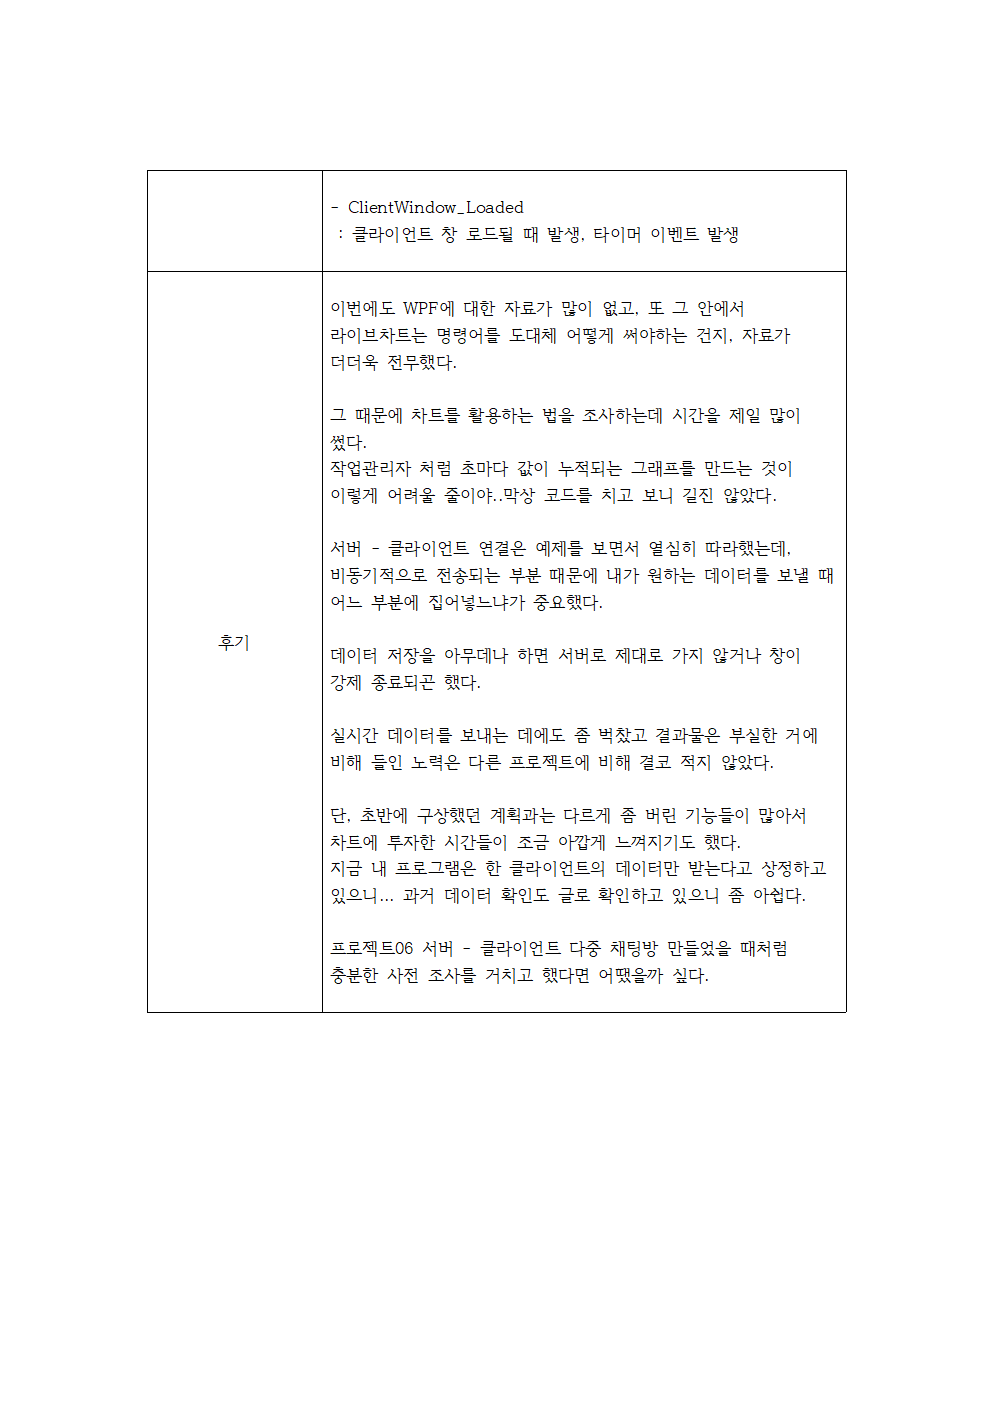 - ClientWindow_Loaded
: 클라이언트 창 로드될 때 발생, 타이머 이벤트 발생
이번에도 WPF에 대한 자료가 많이 없고, 또 그 안에서
라이브차트는 명령어를 도대체 어떻게 써야하는 건지, 자료가
더더욱 전무했다.
그 때문에 차트를 활용하는 법을 조사하는데 시간을 제일 많이
썼다.
작업관리자 처럼 초마다 값이 누적되는 그래프를 만드는 것이
이렇게 어려울 줄이야..막상 코드를 치고 보니 길진 않았다.
서버 - 클라이언트 연결은 예제를 보면서 열심히 따라했는데,
비동기적으로 전송되는 부분 때문에 내가 원하는 데이터를 보낼 때
어느 부분에 집어넣느냐가 중요했다.
후기
데이터 저장을 아무데나 하면 서버로 제대로 가지 않거나 창이
강제 종료되곤 했다.
실시간 데이터를 보내는 데에도 좀 벅찼고 결과물은 부실한 거에
비해 들인 노력은 다른 프로젝트에 비해 결코 적지 않았다.
단, 초반에 구상했던 계획과는 다르게 좀 버린 기능들이 많아서
차트에 투자한 시간들이 조금 아깝게 느껴지기도 했다.
지금 내 프로그램은 한 클라이언트의 데이터만 받는다고 상정하고
있으니... 과거 데이터 확인도 글로 확인하고 있으니 좀 아쉽다.
프로젝트06 서버 - 클라이언트 다중 채팅방 만들었을 때처럼
충분한 사전 조사를 거치고 했다면 어땠을까 싶다.